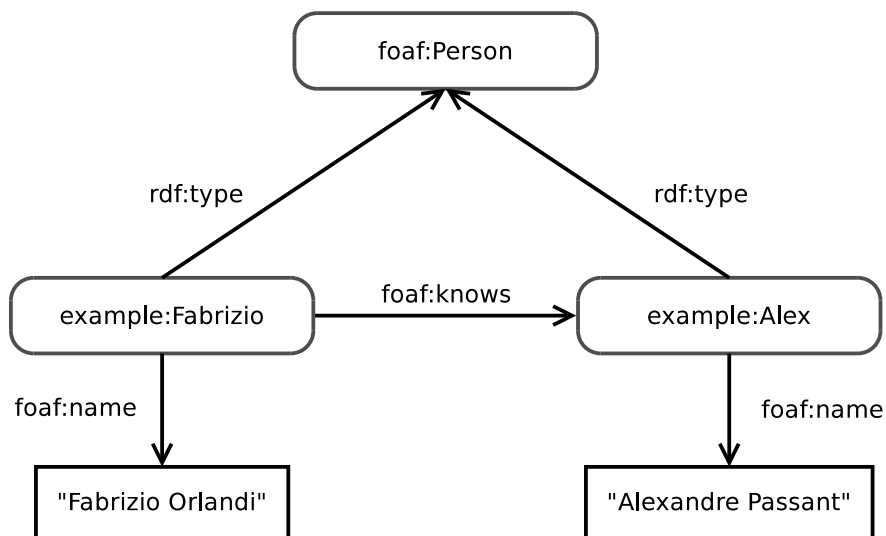 foaf:Person
rdf:type
rdf:type
example:Fabrizio
foaf:knows
example:Alex
foaf:name
foaf:name
"Fabrizio Orlandi"
"Alexandre Passant"